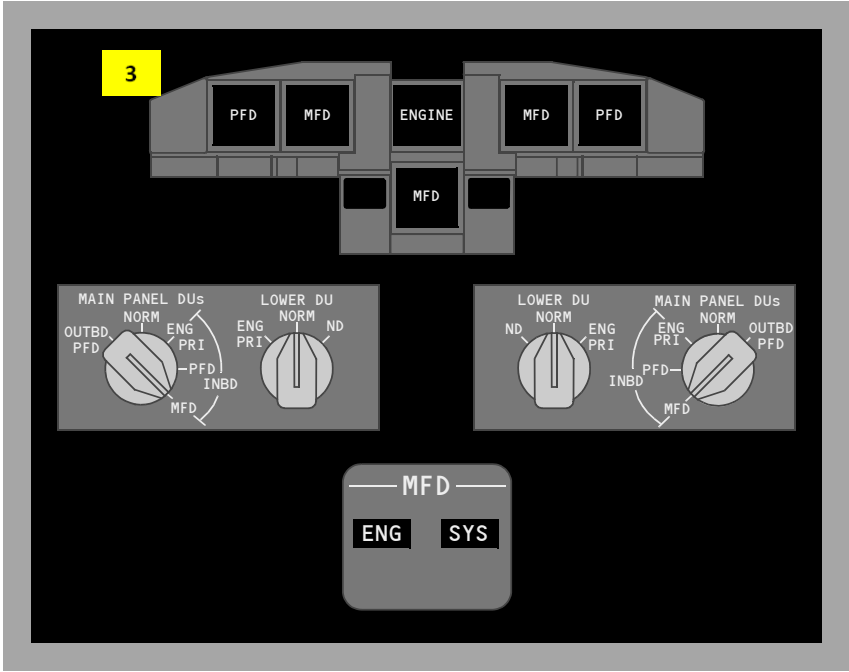 3
PFD MFD ENGINE MFD PFD
MFD
MAIN PANEL DUs
NORM
OUTBD
PFD
ENG
PRI
PFD
INBD
MFD
LOWER DU
NORM
ENG
PRI
ND
LOWER DU
NORM
ND
ENG
PRI
MAIN PANEL DUs
NORM
ENG
PRI
OUTBD
PFD
PFD
INBD
MFD
MFD
ENG SYS